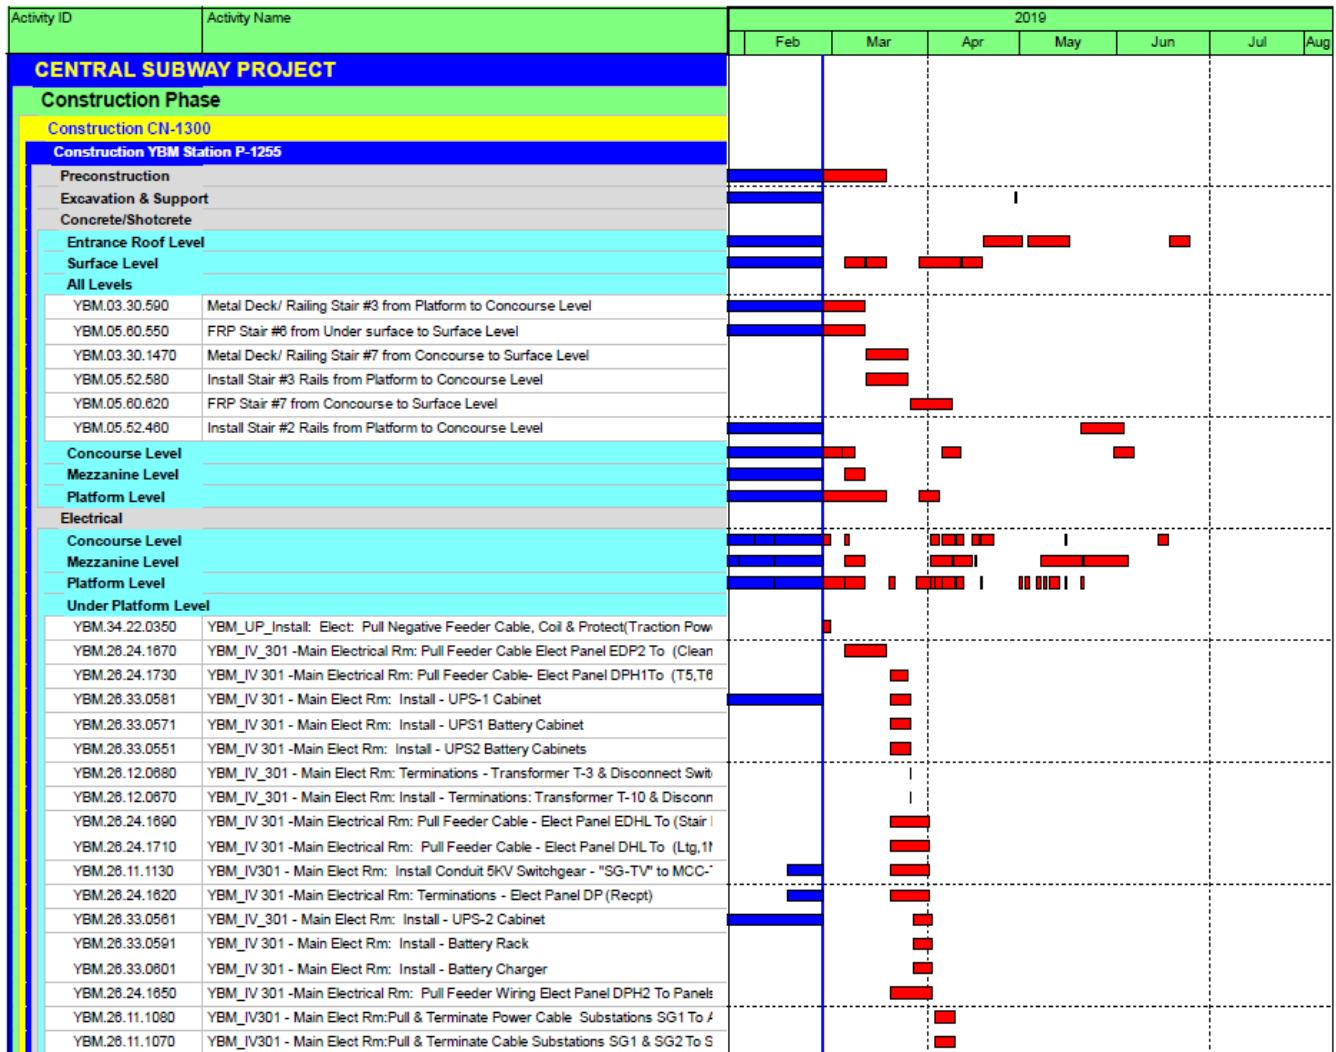 Activity ID Activity Name 2019
Feb Mar Apr May Jun Jul Aug
CENTRAL SUBWAY PROJECT
Construction Phase
Construction CN-1300
Construction YBM Station P-1255
Preconstruction
Excavation & Support
Concrete/Shotcrete
Entrance Roof Level
Surface Level
All Levels
YBM.03.30.590 Metal Deck/ Railing Stair #3 from Platform to Concourse Level
YBM.05.60.550 FRP Stair #6 from Under surface to Surface Level
YBM.03.30.1470 Metal Deck/ Railing Stair #7 from Concourse to Surface Level
YBM.05.52.580 Install Stair #3 Rails from Platform to Concourse Level
YBM.05.60.620 FRP Stair #7 from Concourse to Surface Level
YBM.05.52.460 Install Stair #2 Rails from Platform to Concourse Level
Concourse Level
Mezzanine Level
Platform Level
Electrical
Concourse Level
Mezzanine Level
Platform Level
Under Platform Level
YBM.34.22.0350 YBM_UP_Install: Elect: Pull Negative Feeder Cable, Coil & Protect(Traction Pow
YBM.26.24.1670 YBM_IV_301 -Main Electrical Rm: Pull Feeder Cable Elect Panel EDP2 To (Clean
YBM.26.24.1730 YBM_IV 301 -Main Electrical Rm: Pull Feeder Cable- Elect Panel DPH1To (T5,T6
YBM.26.33.0581 YBM_IV 301 - Main Elect Rm: Install - UPS-1 Cabinet
YBM.26.33.0571 YBM_IV 301 - Main Elect Rm: Install - UPS1 Battery Cabinet
YBM.26.33.0551 YBM_IV 301 -Main Elect Rm: Install - UPS2 Battery Cabinets
YBM.26.12.0680 YBM_IV_301 - Main Elect Rm: Terminations - Transformer T-3 & Disconnect Swit
YBM.26.12.0670 YBM_IV_301 - Main Elect Rm: Install - Terminations: Transformer T-10 & Disconn
YBM.26.24.1690 YBM_IV 301 -Main Electrical Rm: Pull Feeder Cable - Elect Panel EDHL To (Stair
YBM.26.24.1710 YBM_IV 301 -Main Electrical Rm: Pull Feeder Cable - Elect Panel DHL To (Ltg,1
YBM.26.11.1130 YBM_IV301 - Main Elect Rm: Install Conduit 5KV Switchgear - "SG-TV" to MCC-
YBM.26.24.1620 YBM_IV 301 -Main Electrical Rm: Terminations - Elect Panel DP (Recpt)
YBM.26.33.0561 YBM_IV_301 - Main Elect Rm: Install - UPS-2 Cabinet
YBM.26.33.0591 YBM_IV 301 - Main Elect Rm: Install - Battery Rack
YBM.26.33.0601 YBM_IV 301 - Main Elect Rm: Install - Battery Charger
YBM.26.24.1650 YBM_IV 301 -Main Electrical Rm: Pull Feeder Wiring Elect Panel DPH2 To Panels
YBM.26.11.1080 YBM_IV301 - Main Elect Rm:Pull & Terminate Power Cable Substations SG1 To A
YBM.26.11.1070 YBM_IV301 - Main Elect Rm:Pull & Terminate Cable Substations SG1 & SG2 To S